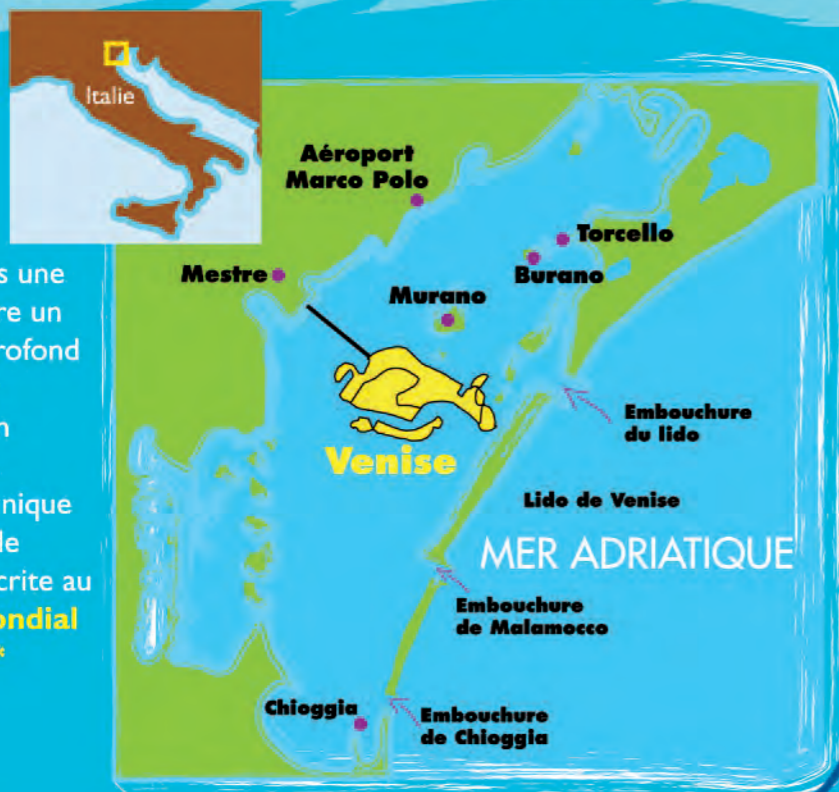 Italie
s une
re un
rofond
n
nique
de
crite au
ondial
*
Aéroport
Marco Polo
Mestre
Torcello
Burano
Murano
Venise
Embouchure
du lido
Lido de Venise
MER ADRIATIQUE
Embouchure
de Malamocco
Chioggia
Embouchure
de Chioggia